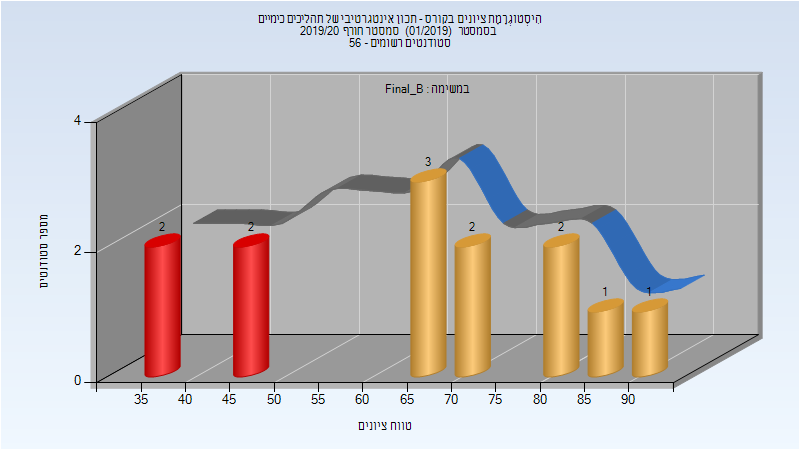 היסטוגרמת ציונים בקורס - תכון אינטגרטיבי של תהליכים כימיים
בסמסטר (01/2019) סמסטר חורף 2019/20
סטודנטים רשומים - 56
במשימה : Final_B
מספר סטודנטים
4
2
0
2
2
3
2
2
1
1
35 40 45 50 55 60 65 70 75 80 85 90
טווח ציונים